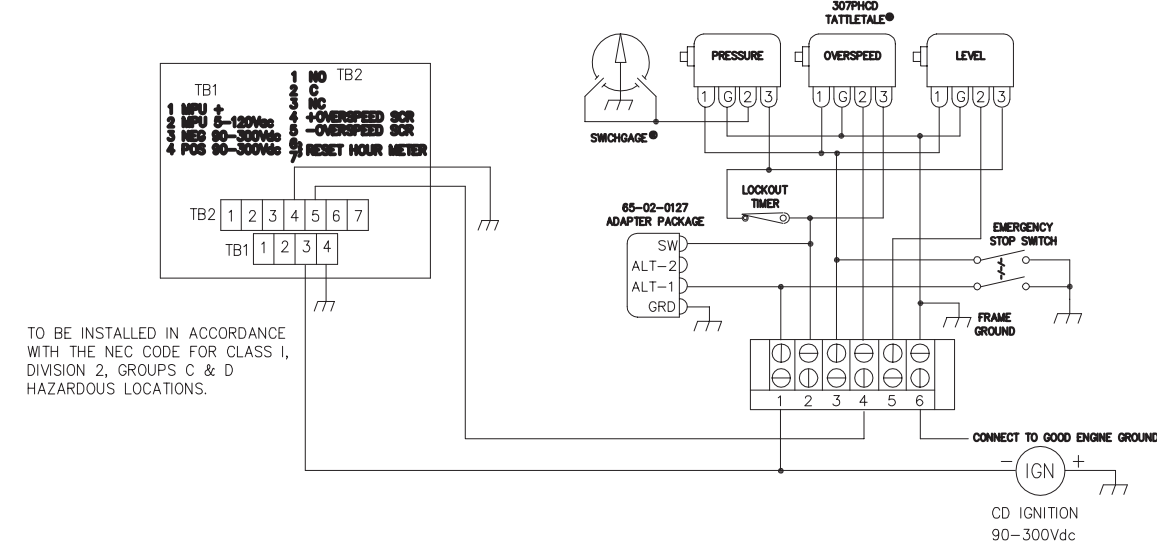 307PHCD
TATTLETALE®
PRESSURE
OVERSPEED
LEVEL
1 G 2 3
1 G 2 3
1 G 2 3
SWICHGAGE®
TB1
1 MPU +
2 MPU 5-120Vac
3 NEG 90-300Vdc
4 POS 90-300Vdc
TB2
1 NO
2 C
3 NC
4 +OVERSPEED SCR
5 -OVERSPEED SCR
6
7 RESET HOUR METER
TB2 1 2 3 4 5 6 7
TB1 1 2 3 4
LOCKOUT
TIMER
65-02-0127
ADAPTER PACKAGE
SW
ALT-2
ALT-1
GRD
EMERGENCY
STOP SWITCH
FRAME
GROUND
TO BE INSTALLED IN ACCORDANCE
WITH THE NEC CODE FOR CLASS I,
DIVISION 2, GROUPS C & D
HAZARDOUS LOCATIONS.
1 2 3 4 5 6
CONNECT TO GOOD ENGINE GROUND
- IGN +
CD IGNITION
90-300Vdc